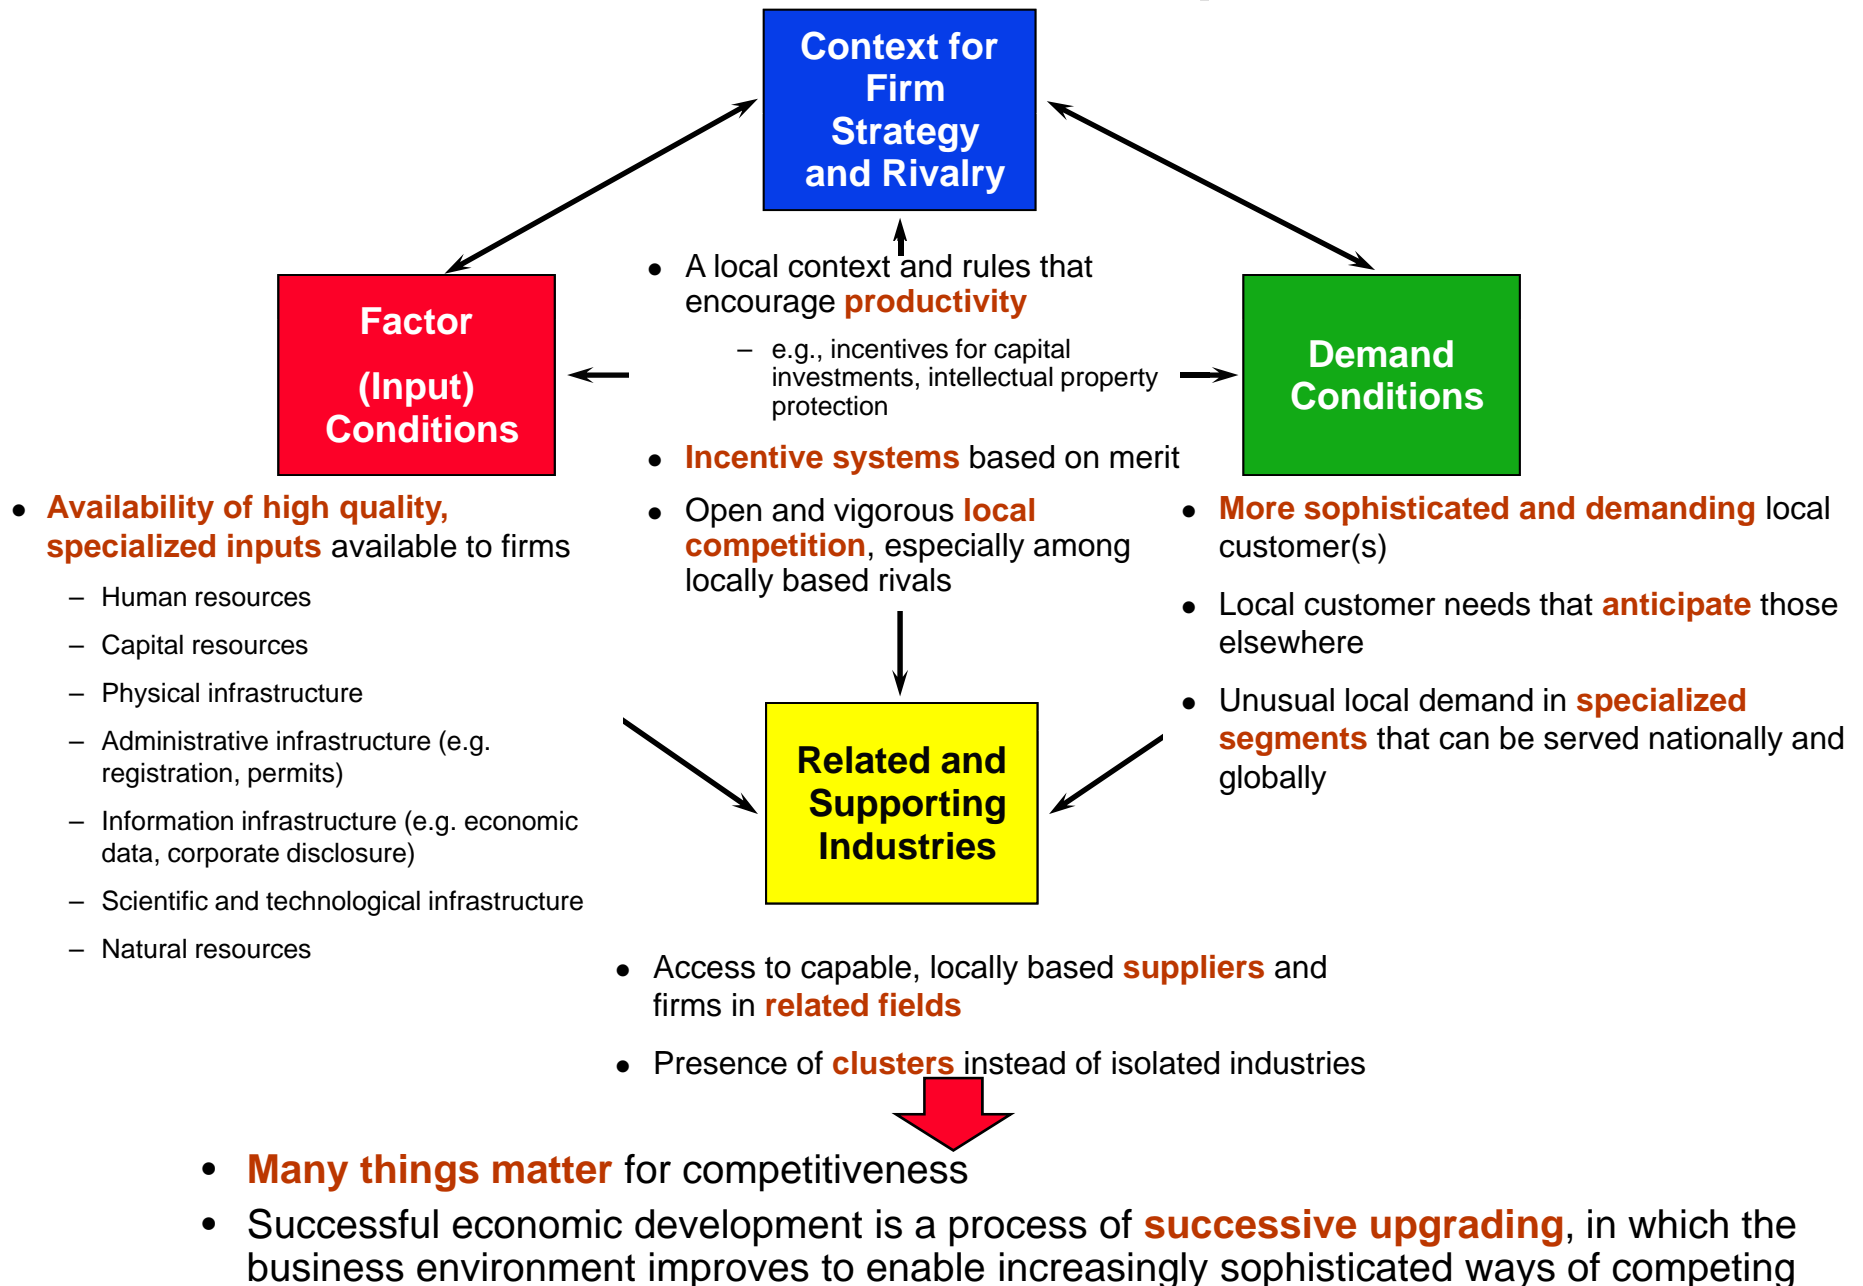 Context for
Firm
Strategy
and Rivalry
Factor
(Input)
Conditions
● A local context and rules that
encourage productivity
– e.g., incentives for capital
investments, intellectual property
protection
● Incentive systems based on merit
● Open and vigorous local
competition, especially among
locally based rivals
Demand
Conditions
● Availability of high quality,
specialized inputs available to firms
– Human resources
– Capital resources
– Physical infrastructure
– Administrative infrastructure (e.g.
registration, permits)
– Information infrastructure (e.g. economic
data, corporate disclosure)
– Scientific and technological infrastructure
– Natural resources
● More sophisticated and demanding local
customer(s)
● Local customer needs that anticipate those
elsewhere
● Unusual local demand in specialized
segments that can be served nationally and
globally
Related and
Supporting
Industries
● Access to capable, locally based suppliers and
firms in related fields
● Presence of clusters instead of isolated industries
• Many things matter for competitiveness
• Successful economic development is a process of successive upgrading, in which the
business environment improves to enable increasingly sophisticated ways of competing